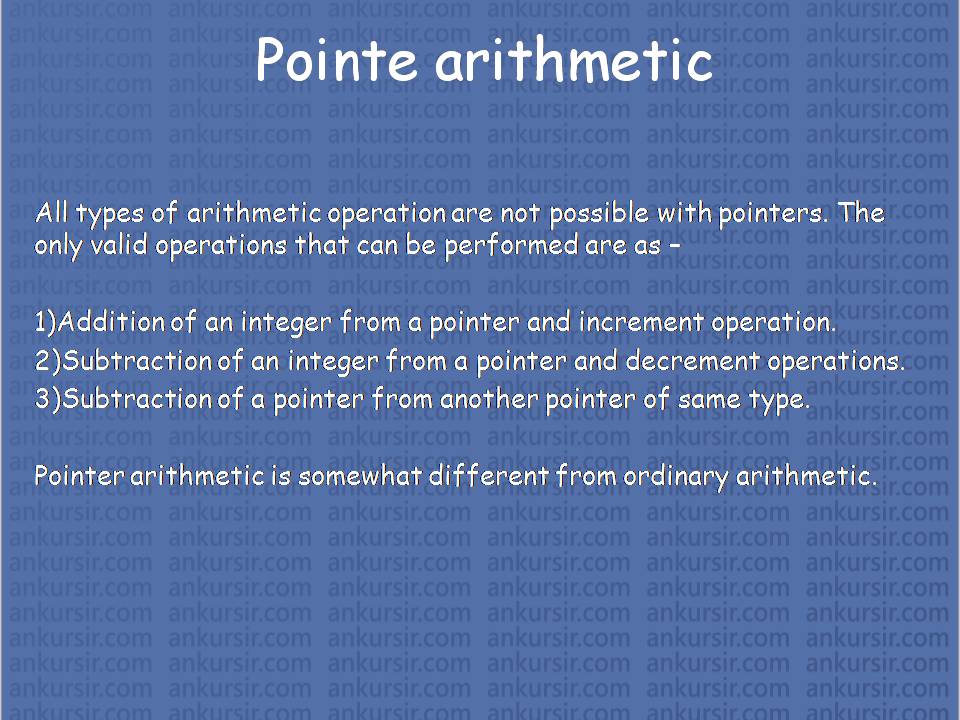 Pointe arithmetic
All types of arithmetic operation are not possible with pointers. The
only valid operations that can be performed are as –
1)Addition of an integer from a pointer and increment operation.
2)Subtraction of an integer from a pointer and decrement operations.
3)Subtraction of a pointer from another pointer of same type.
Pointer arithmetic is somewhat different from ordinary arithmetic.
ankursir.com